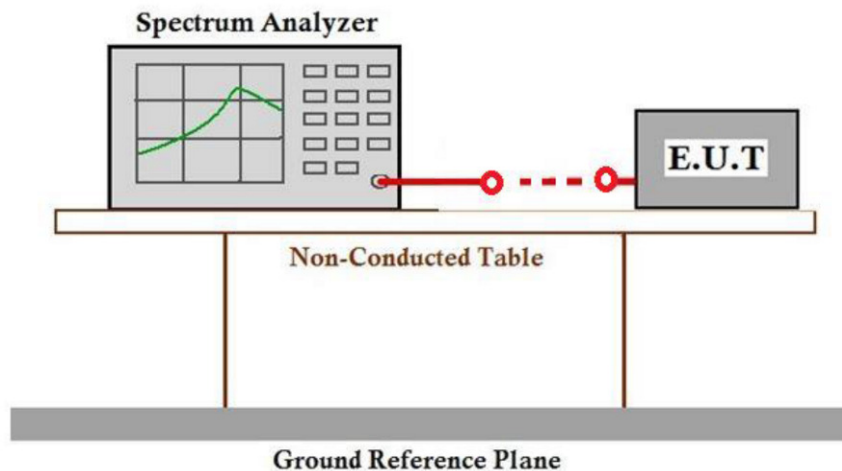 Spectrum Analyzer
E.U.T
Non-Conducted Table
Ground Reference Plane